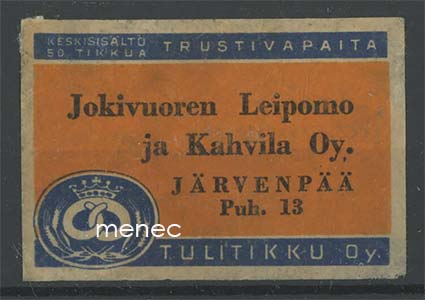 KESKISISÄLTÖ
50 TIKKUA
TRUSTIVAPAITA
Jokivuoren Leipomo
ja Kahvila Oy.
JÄRVENPÄÄ
Puh. 13
menec
TULITIKKU Oy.